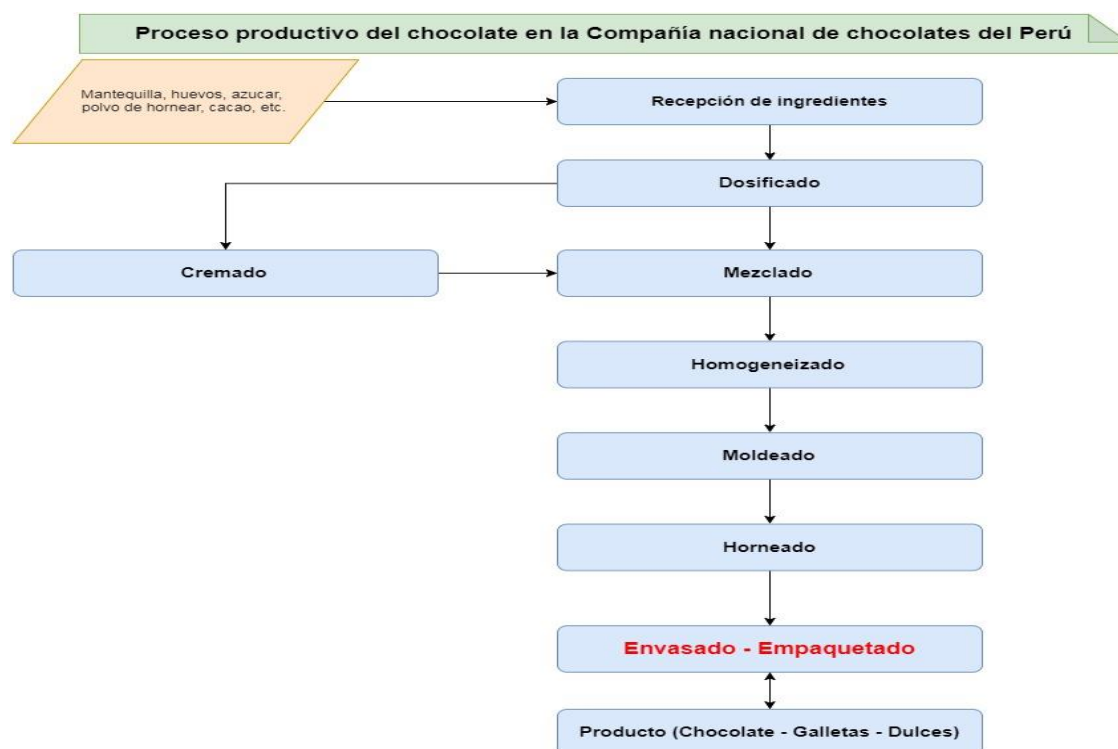 Proceso productivo del chocolate en la Compañía nacional de chocolates del Perú
Mantequilla, huevos, azucar,
polvo de hornear, cacao, etc.
Recepción de ingredientes
Dosificado
Cremado
Mezclado
Homogeneizado
Moldeado
Horneado
Envasado - Empaquetado
Producto (Chocolate - Galletas - Dulces)